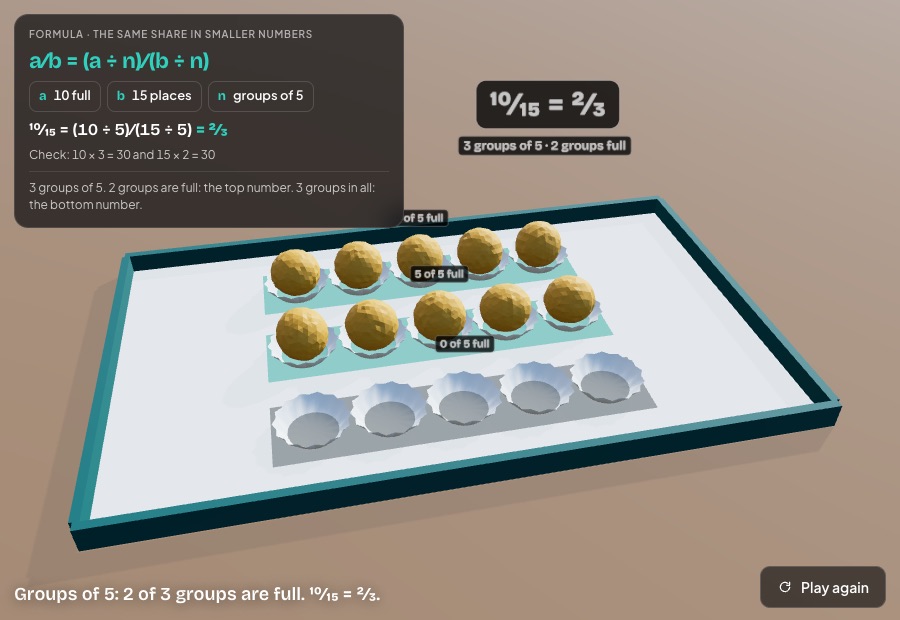 FORMULA · THE SAME SHARE IN SMALLER NUMBERS
a⁄b = (a ÷ n)⁄(b ÷ n)
a 10 full b 15 places n groups of 5
¹⁰⁄₁₅ = (10 ÷ 5)⁄(15 ÷ 5) = ²⁄₃
Check: 10 × 3 = 30 and 15 × 2 = 30
3 groups of 5. 2 groups are full: the top number. 3 groups in all:
the bottom number.
¹⁰⁄₁₅ = ²⁄₃
3 groups of 5 · 2 groups full
of 5 full
5 of 5 full
0 of 5 full
Groups of 5: 2 of 3 groups are full. ¹⁰⁄₁₅ = ²⁄₃.
Play again